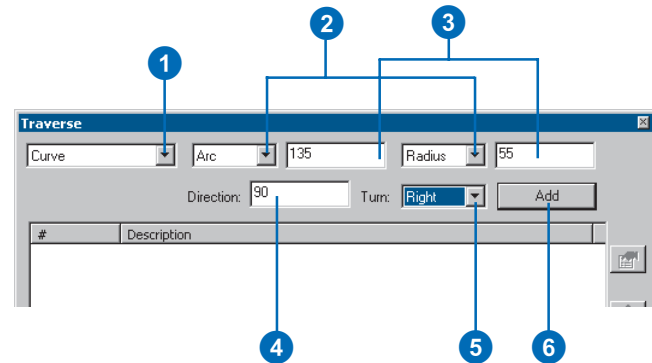 2
3
1
Traverse
Curve Arc 135 Radius 55
Direction: 90 Turn: Right Add
# Description
4
5
6